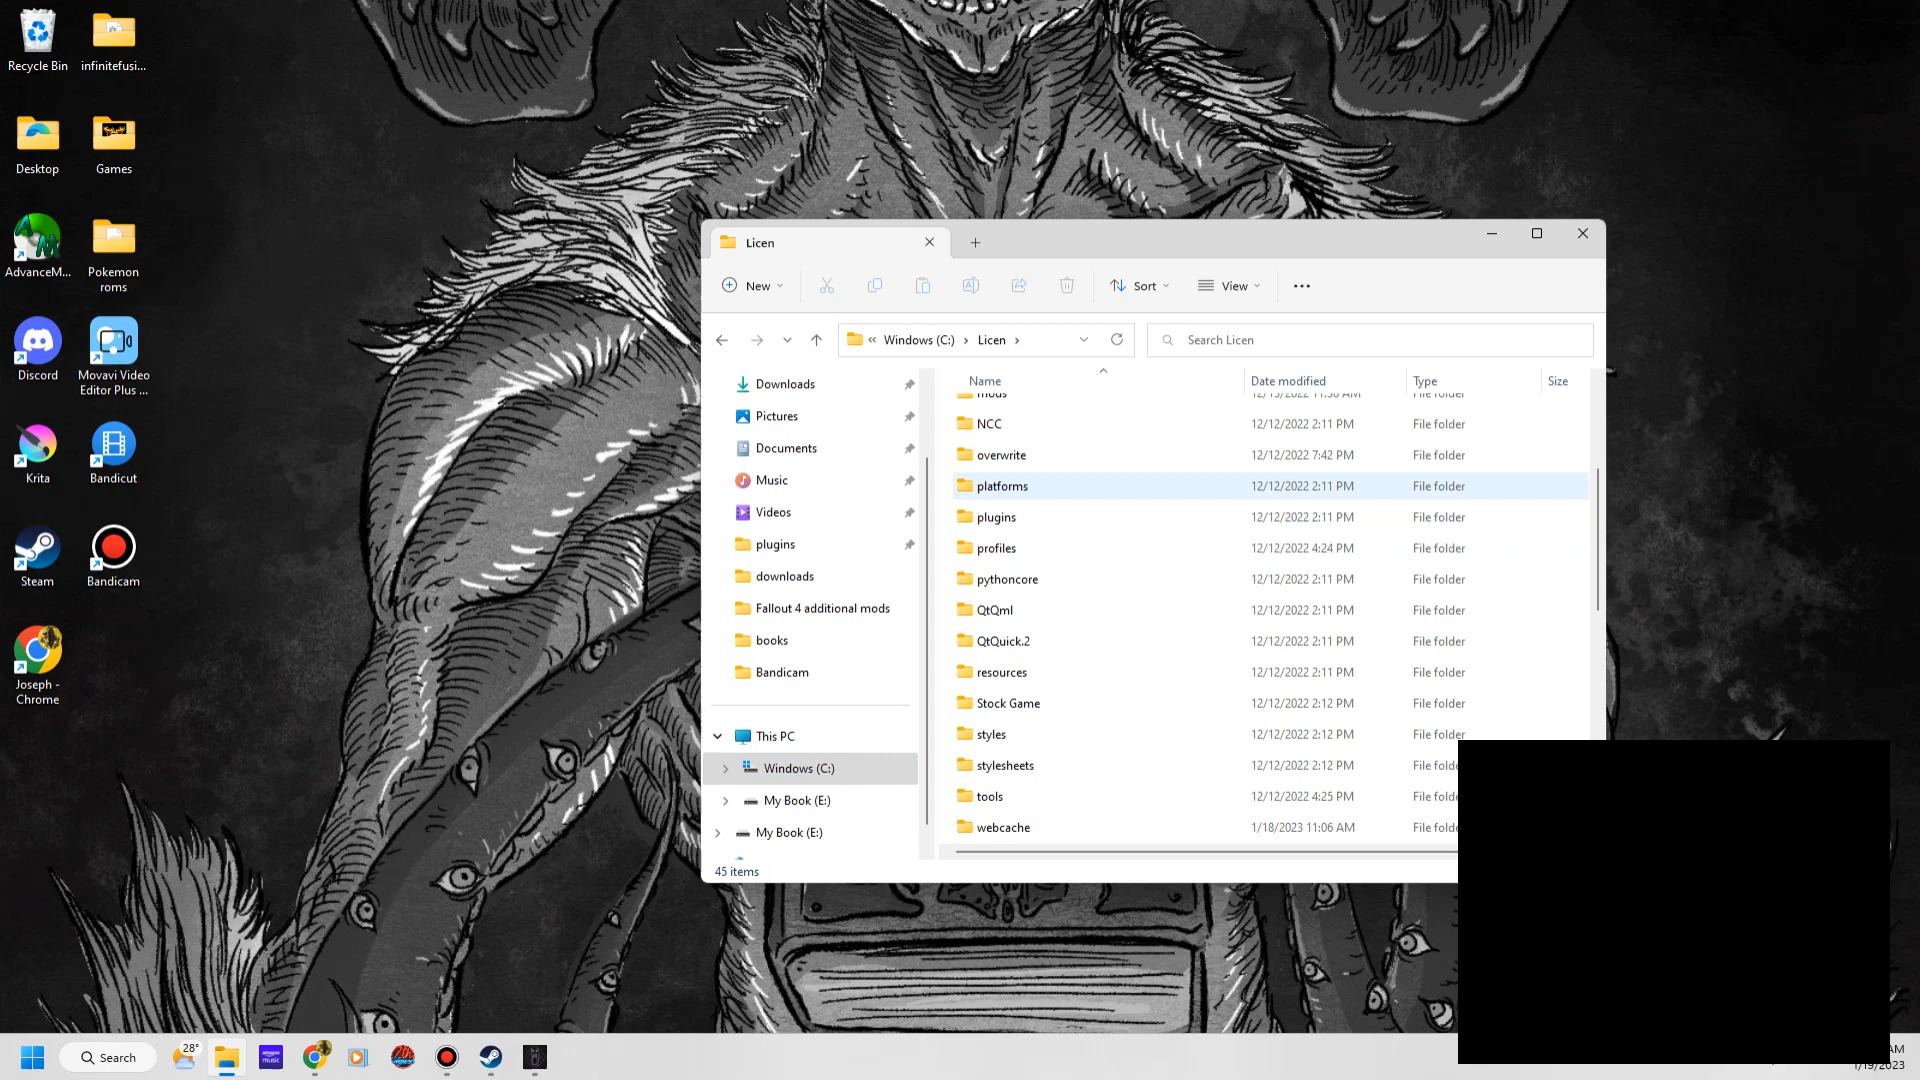 Recycle Bin
infinitefusi...
Desktop
Games
AdvanceM...
Pokemon
roms
Discord
Movavi Video
Editor Plus ...
Krita
Bandicut
Steam
Bandicam
Joseph -
Chrome
Licen
New
Sort
View
Windows (C:)
Licen
Search Licen
Downloads
Pictures
Documents
Music
Videos
plugins
downloads
Fallout 4 additional mods
books
Bandicam
This PC
Windows (C:)
My Book (E:)
My Book (E:)
Name Date modified Type Size
mods 12/13/2022 11:38 AM File folder
NCC 12/12/2022 2:11 PM File folder
overwrite 12/12/2022 7:42 PM File folder
platforms 12/12/2022 2:11 PM File folder
plugins 12/12/2022 2:11 PM File folder
profiles 12/12/2022 4:24 PM File folder
pythoncore 12/12/2022 2:11 PM File folder
QtQml 12/12/2022 2:11 PM File folder
QtQuick.2 12/12/2022 2:11 PM File folder
resources 12/12/2022 2:11 PM File folder
Stock Game 12/12/2022 2:12 PM File folder
styles 12/12/2022 2:12 PM File folder
stylesheets 12/12/2022 2:12 PM File folde
tools 12/12/2022 4:25 PM File folde
webcache 1/18/2023 11:06 AM File folde
45 items
Search
28°
amazon
music
AM
1/19/2023